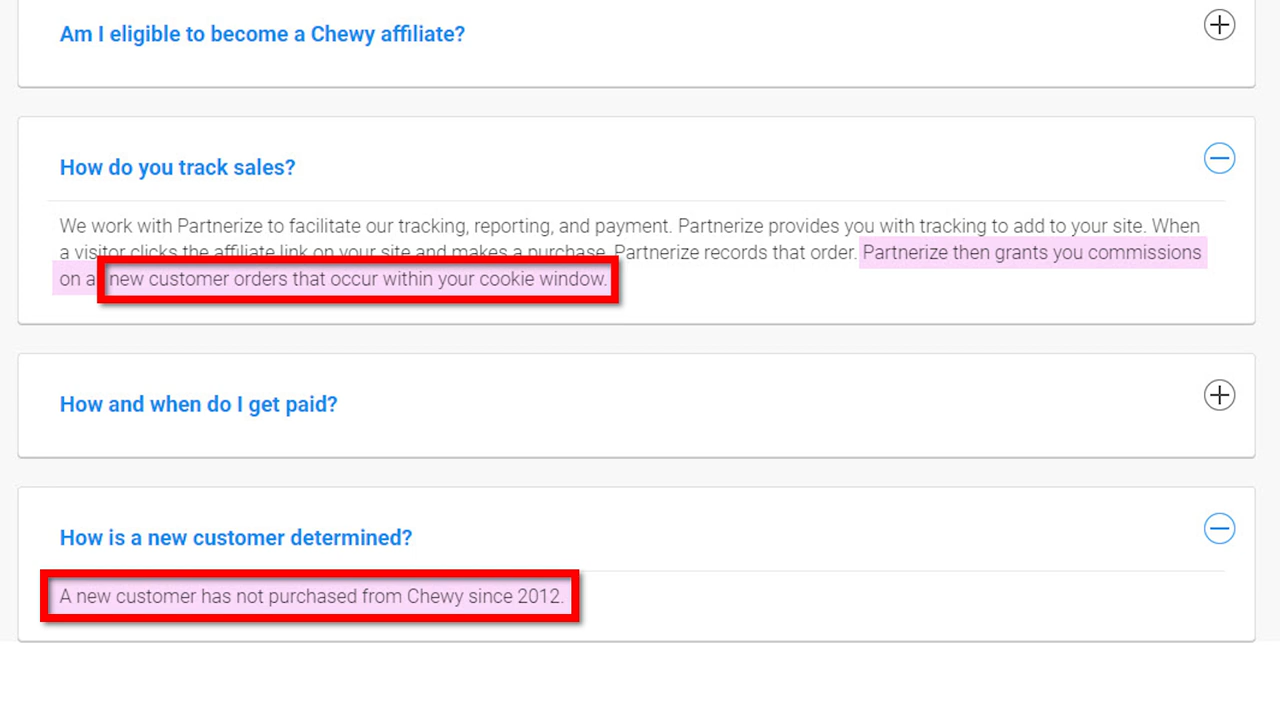 Am I eligible to become a Chewy affiliate?
How do you track sales?
We work with Partnerize to facilitate our tracking, reporting, and payment. Partnerize provides you with tracking to add to your site. When
a visitor clicks the affiliate link on your site and makes a purchase, Partnerize records that order. Partnerize then grants you commissions
on a new customer orders that occur within your cookie window.
How and when do I get paid?
How is a new customer determined?
A new customer has not purchased from Chewy since 2012.